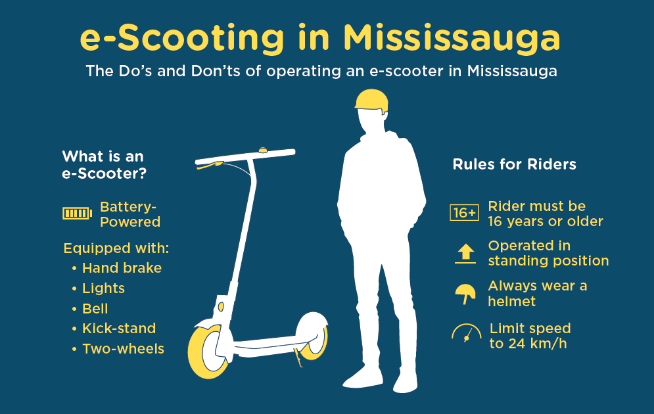 e-Scooting in Mississauga
The Do's and Don'ts of operating an e-scooter in Mississauga
What is an
e-Scooter?
Battery-
Powered
Equipped with:
• Hand brake
• Lights
• Bell
• Kick-stand
• Two-wheels
Rules for Riders
16+
Rider must be
16 years or older
Operated in
standing position
Always wear a
helmet
Limit speed
to 24 km/h